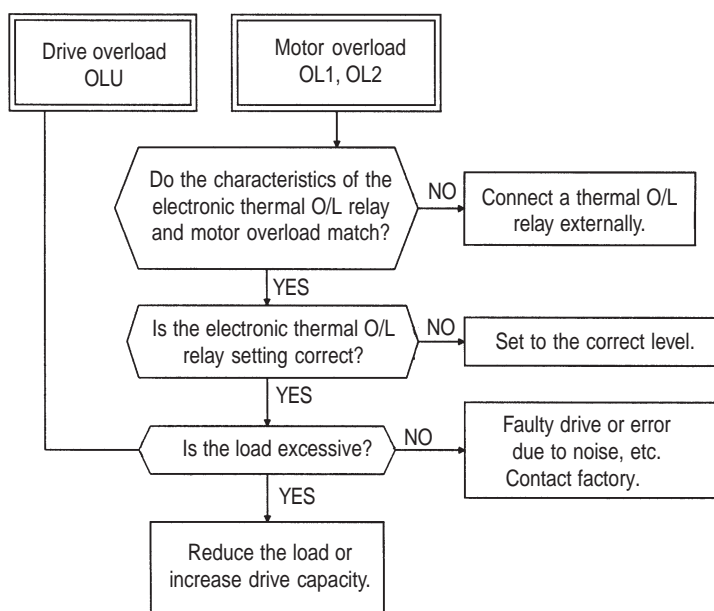 Drive overload
OLU
Motor overload
OL1, OL2
Do the characteristics of the
electronic thermal O/L relay
and motor overload match?
NO
Connect a thermal O/L
relay externally.
YES
Is the electronic thermal O/L
relay setting correct?
NO
Set to the correct level.
YES
Is the load excessive?
NO
Faulty drive or error
due to noise, etc.
Contact factory.
YES
Reduce the load or
increase drive capacity.